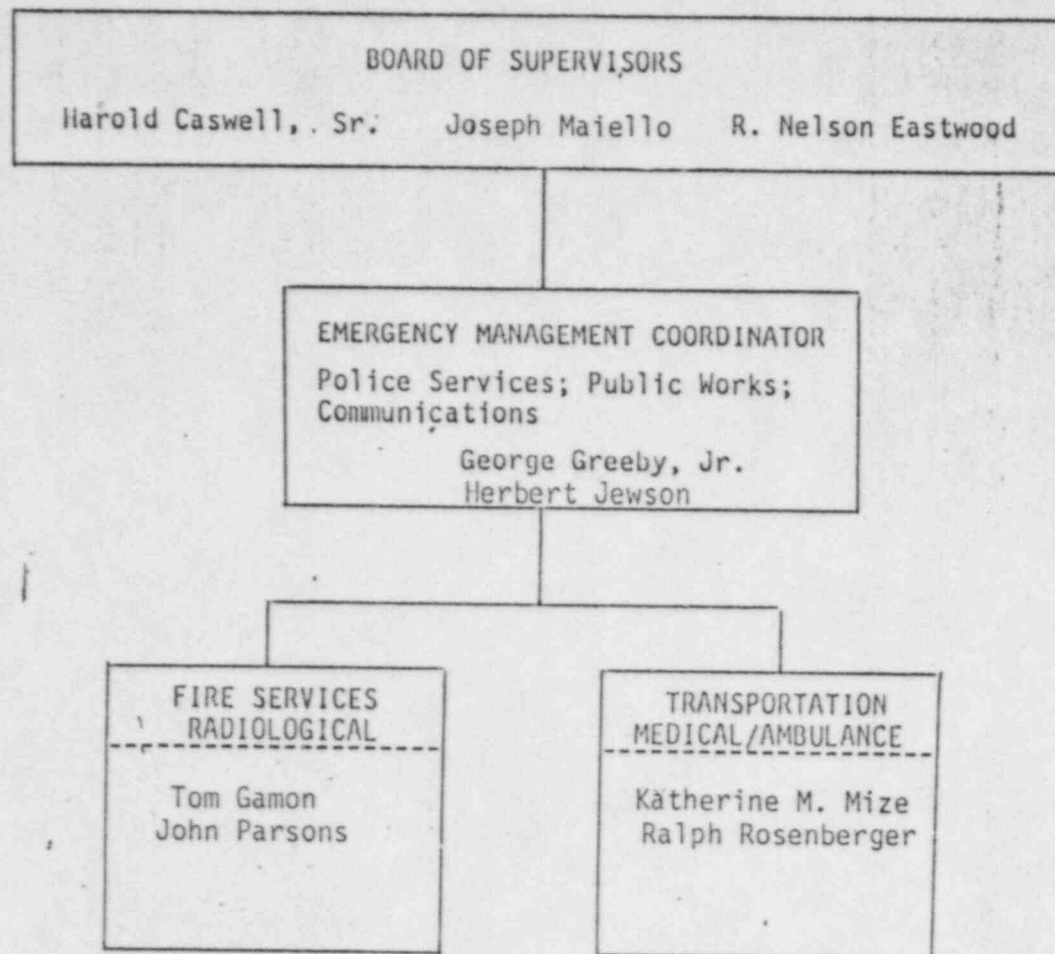 BOARD OF SUPERVISORS
Harold Caswell, Sr. Joseph Maiello R. Nelson Eastwood
EMERGENCY MANAGEMENT COORDINATOR
Police Services; Public Works;
Communications
George Greeby, Jr.
Herbert Jewson
FIRE SERVICES
RADIOLOGICAL
Tom Gamon
John Parsons
TRANSPORTATION
MEDICAL/AMBULANCE
Katherine M. Mize
Ralph Rosenberger